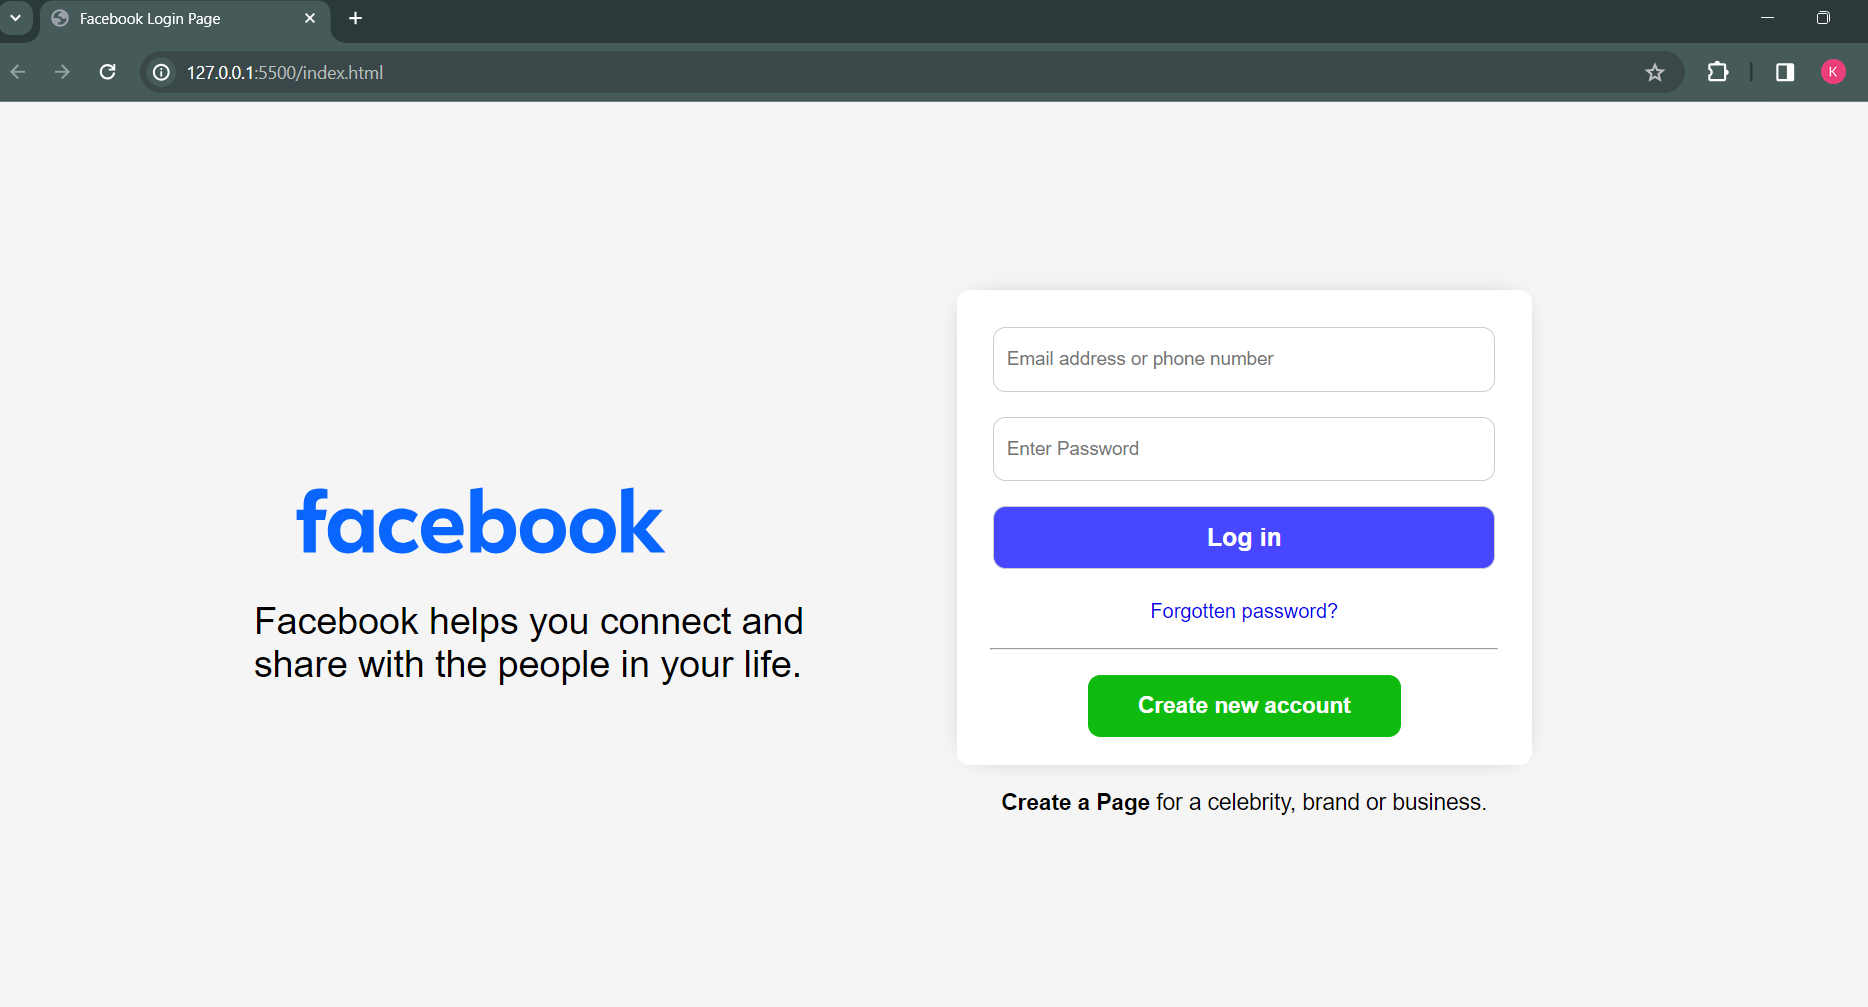 Facebook Login Page
127.0.0.1:5500/index.html
K
facebook
Facebook helps you connect and
share with the people in your life.
Email address or phone number
Enter Password
Log in
Forgotten password?
Create new account
Create a Page for a celebrity, brand or business.